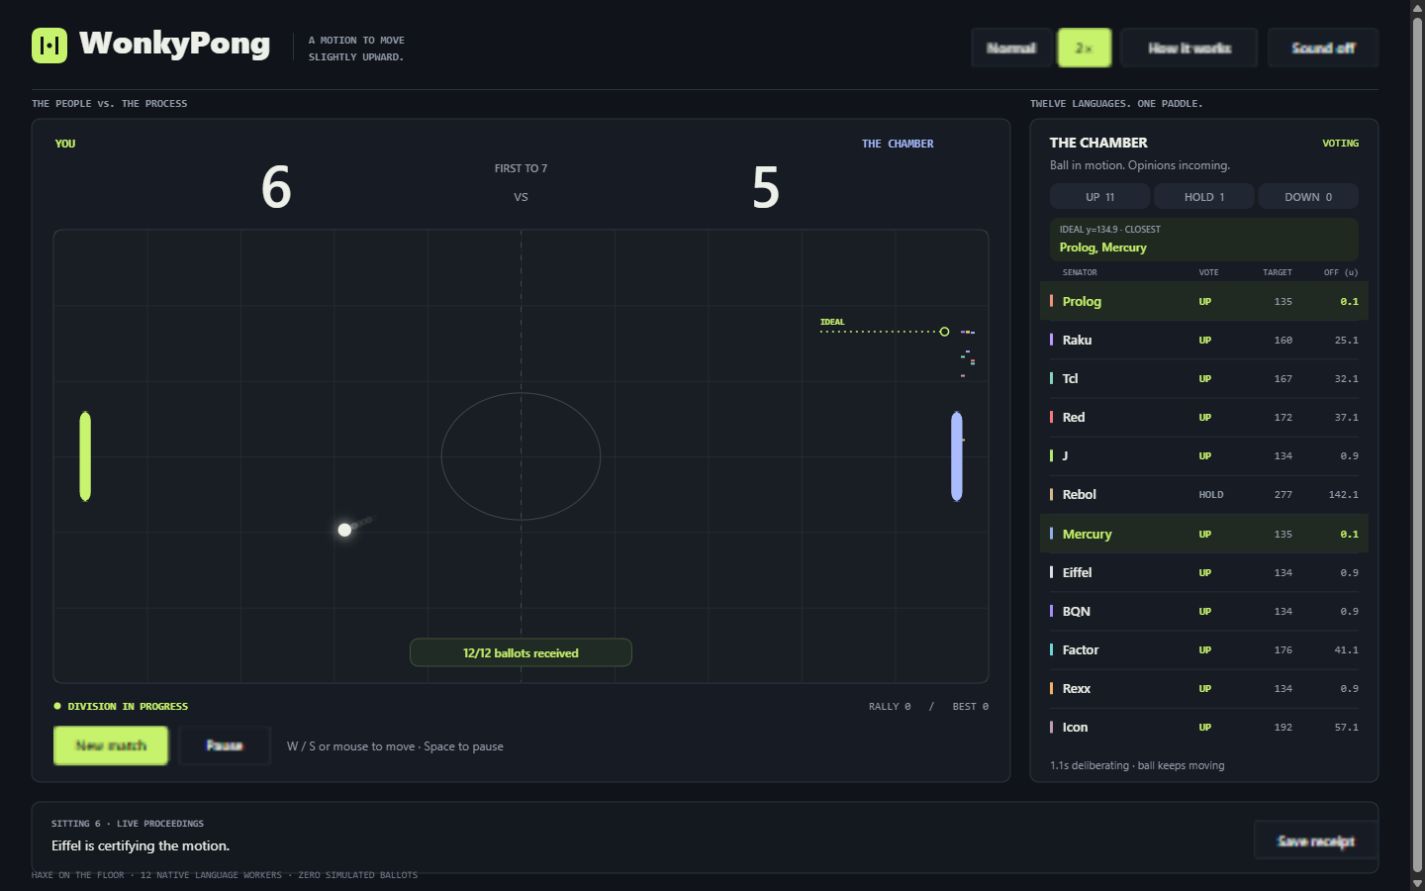 WonkyPong
A MOTION TO MOVE
SLIGHTLY UPWARD.
Normal
2×
How it works
Sound off
THE PEOPLE vs. THE PROCESS
YOU
THE CHAMBER
6
FIRST TO 7
VS
5
IDEAL
12/12 ballots received
DIVISION IN PROGRESS
RALLY 0 / BEST 0
New match
Pause
W / S or mouse to move · Space to pause
TWELVE LANGUAGES. ONE PADDLE.
THE CHAMBER
VOTING
Ball in motion. Opinions incoming.
UP 11
HOLD 1
DOWN 0
IDEAL y=134.9 · CLOSEST
Prolog, Mercury
SENATOR VOTE TARGET OFF (u)
Prolog UP 135 0.1
Raku UP 160 25.1
Tcl UP 167 32.1
Red UP 172 37.1
J UP 134 0.9
Rebol HOLD 277 142.1
Mercury UP 135 0.1
Eiffel UP 134 0.9
BQN UP 134 0.9
Factor UP 176 41.1
Rexx UP 134 0.9
Icon UP 192 57.1
1.1s deliberating · ball keeps moving
SITTING 6 · LIVE PROCEEDINGS
Eiffel is certifying the motion.
Save receipt
HAXE ON THE FLOOR · 12 NATIVE LANGUAGE WORKERS · ZERO SIMULATED BALLOTS